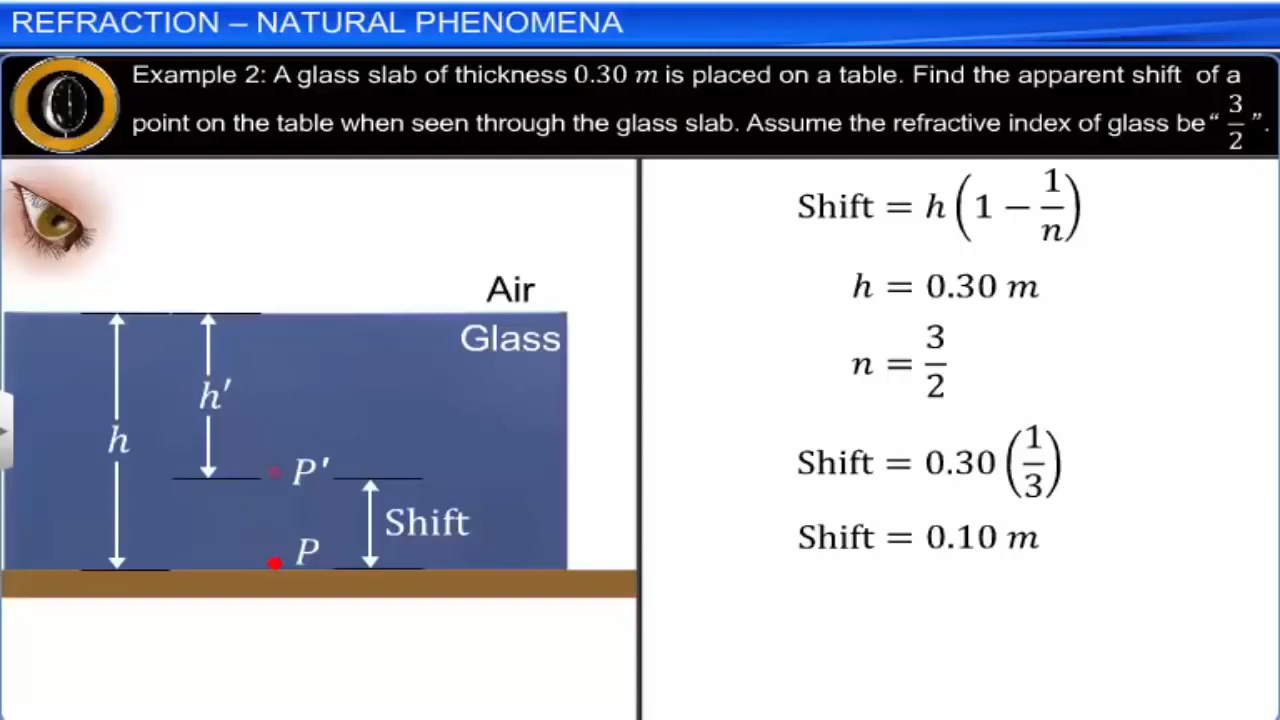 REFRACTION – NATURAL PHENOMENA
Example 2: A glass slab of thickness 0.30 m is placed on a table. Find the apparent shift of a
point on the table when seen through the glass slab. Assume the refractive index of glass be “ 3/2 ”.
Air
Glass
h′
h
P′
Shift
P
Shift = h(1 − 1/n)
h = 0.30 m
n = 3/2
Shift = 0.30 (1/3)
Shift = 0.10 m